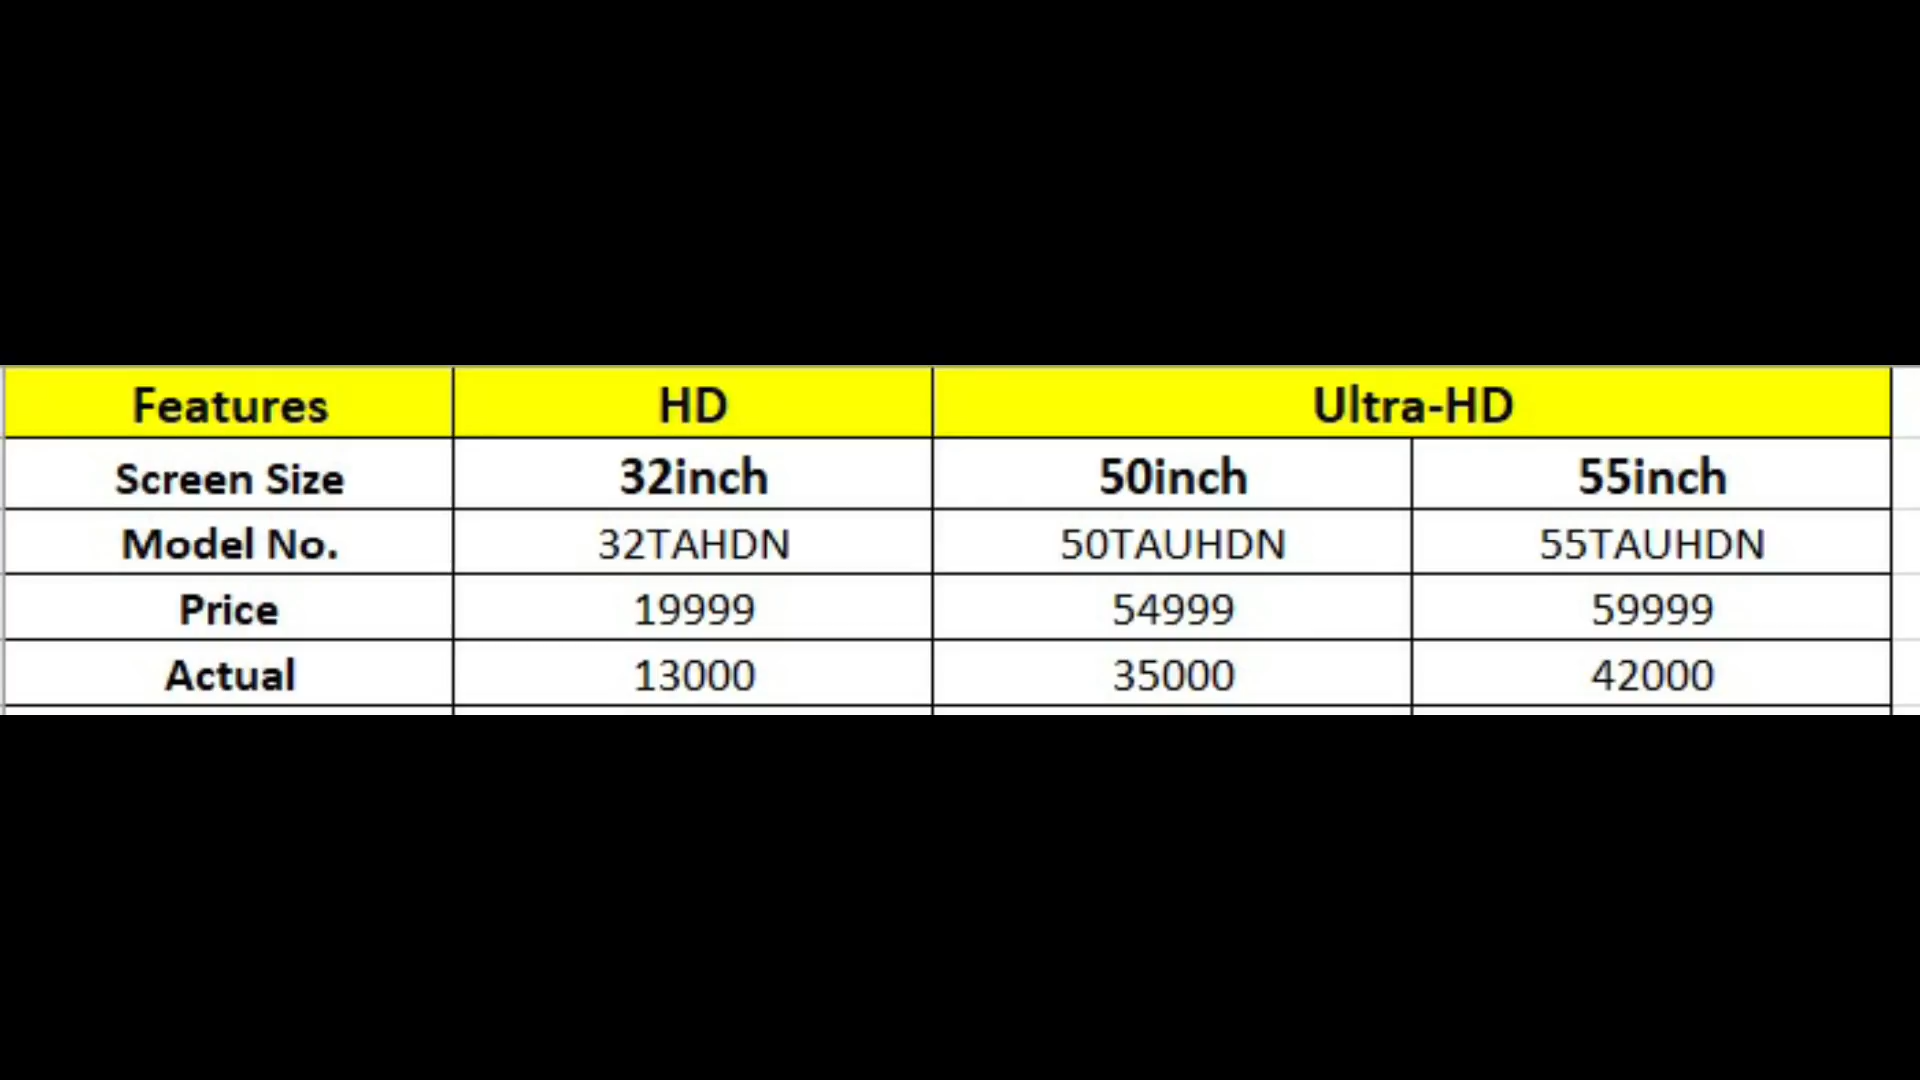 Features HD Ultra-HD
Screen Size 32inch 50inch 55inch
Model No. 32TAHDN 50TAUHDN 55TAUHDN
Price 19999 54999 59999
Actual 13000 35000 42000